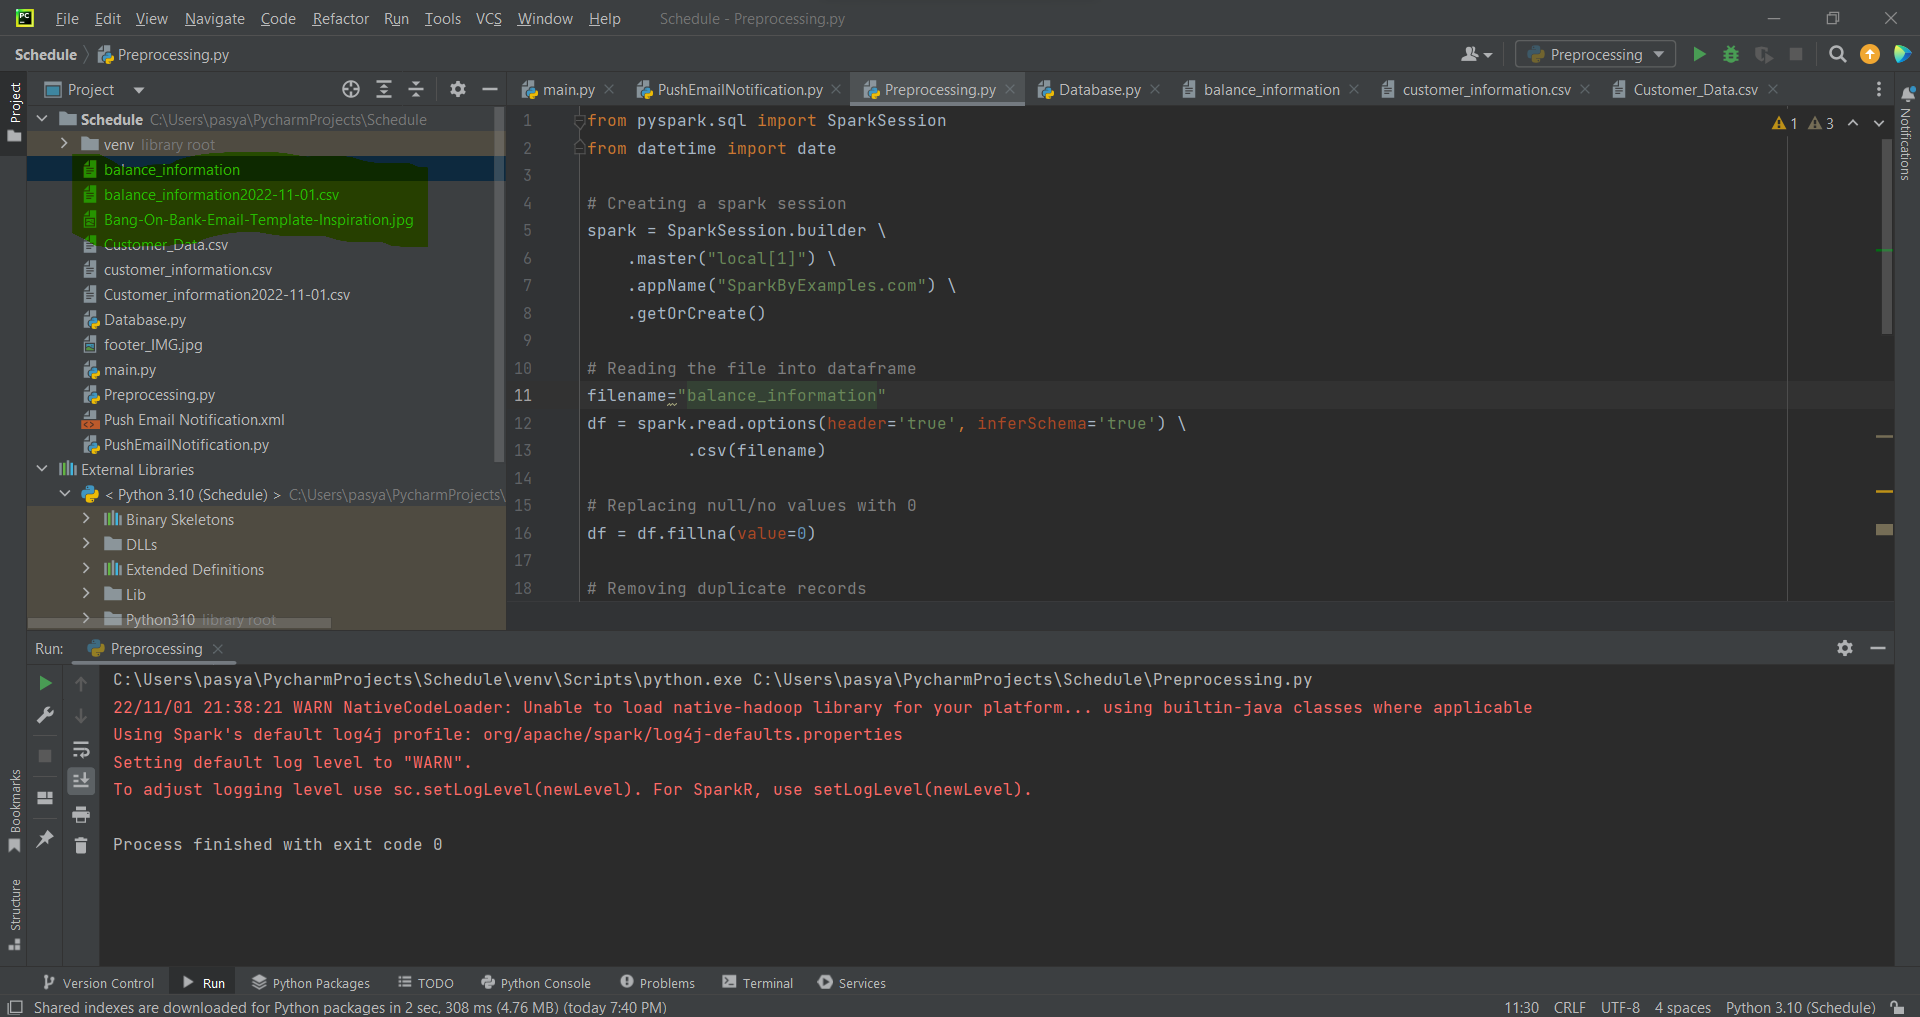 PC File Edit View Navigate Code Refactor Run Tools VCS Window Help Schedule - Preprocessing.py
Schedule Preprocessing.py Preprocessing
Project
main.py PushEmailNotification.py Preprocessing.py Database.py balance_information customer_information.csv Customer_Data.csv
Project
Schedule C:\Users\pasya\PycharmProjects\Schedule
venv library root
balance_information
balance_information2022-11-01.csv
Bang-On-Bank-Email-Template-Inspiration.jpg
Customer_Data.csv
customer_information.csv
Customer_information2022-11-01.csv
Database.py
footer_IMG.jpg
main.py
Preprocessing.py
Push Email Notification.xml
PushEmailNotification.py
External Libraries
< Python 3.10 (Schedule) > C:\Users\pasya\PycharmProjects\
Binary Skeletons
DLLs
Extended Definitions
Lib
Python310 library root
1 from pyspark.sql import SparkSession
2 from datetime import date
3
4 # Creating a spark session
5 spark = SparkSession.builder \
6 .master("local[1]") \
7 .appName("SparkByExamples.com") \
8 .getOrCreate()
9
10 # Reading the file into dataframe
11 filename="balance_information"
12 df = spark.read.options(header='true', inferSchema='true') \
13 .csv(filename)
14
15 # Replacing null/no values with 0
16 df = df.fillna(value=0)
17
18 # Removing duplicate records
1 3
Notifications
Run: Preprocessing
C:\Users\pasya\PycharmProjects\Schedule\venv\Scripts\python.exe C:\Users\pasya\PycharmProjects\Schedule\Preprocessing.py
22/11/01 21:38:21 WARN NativeCodeLoader: Unable to load native-hadoop library for your platform... using builtin-java classes where applicable
Using Spark's default log4j profile: org/apache/spark/log4j-defaults.properties
Setting default log level to "WARN".
To adjust logging level use sc.setLogLevel(newLevel). For SparkR, use setLogLevel(newLevel).
Process finished with exit code 0
Bookmarks
Structure
Version Control Run Python Packages TODO Python Console Problems Terminal Services
Shared indexes are downloaded for Python packages in 2 sec, 308 ms (4.76 MB) (today 7:40 PM) 11:30 CRLF UTF-8 4 spaces Python 3.10 (Schedule)